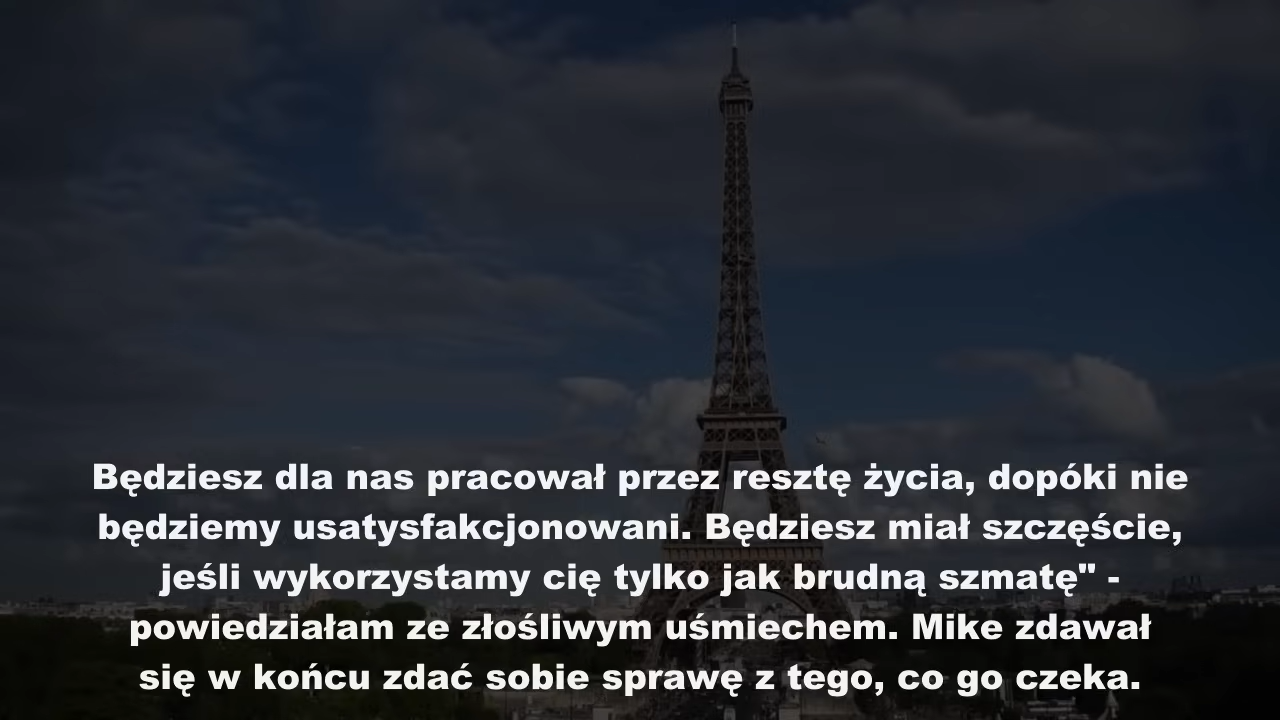 Będziesz dla nas pracował przez resztę życia, dopóki nie
będziemy usatysfakcjonowani. Będziesz miał szczęście,
jeśli wykorzystamy cię tylko jak brudną szmatę" -
powiedziałam ze złośliwym uśmiechem. Mike zdawał
się w końcu zdać sobie sprawę z tego, co go czeka.